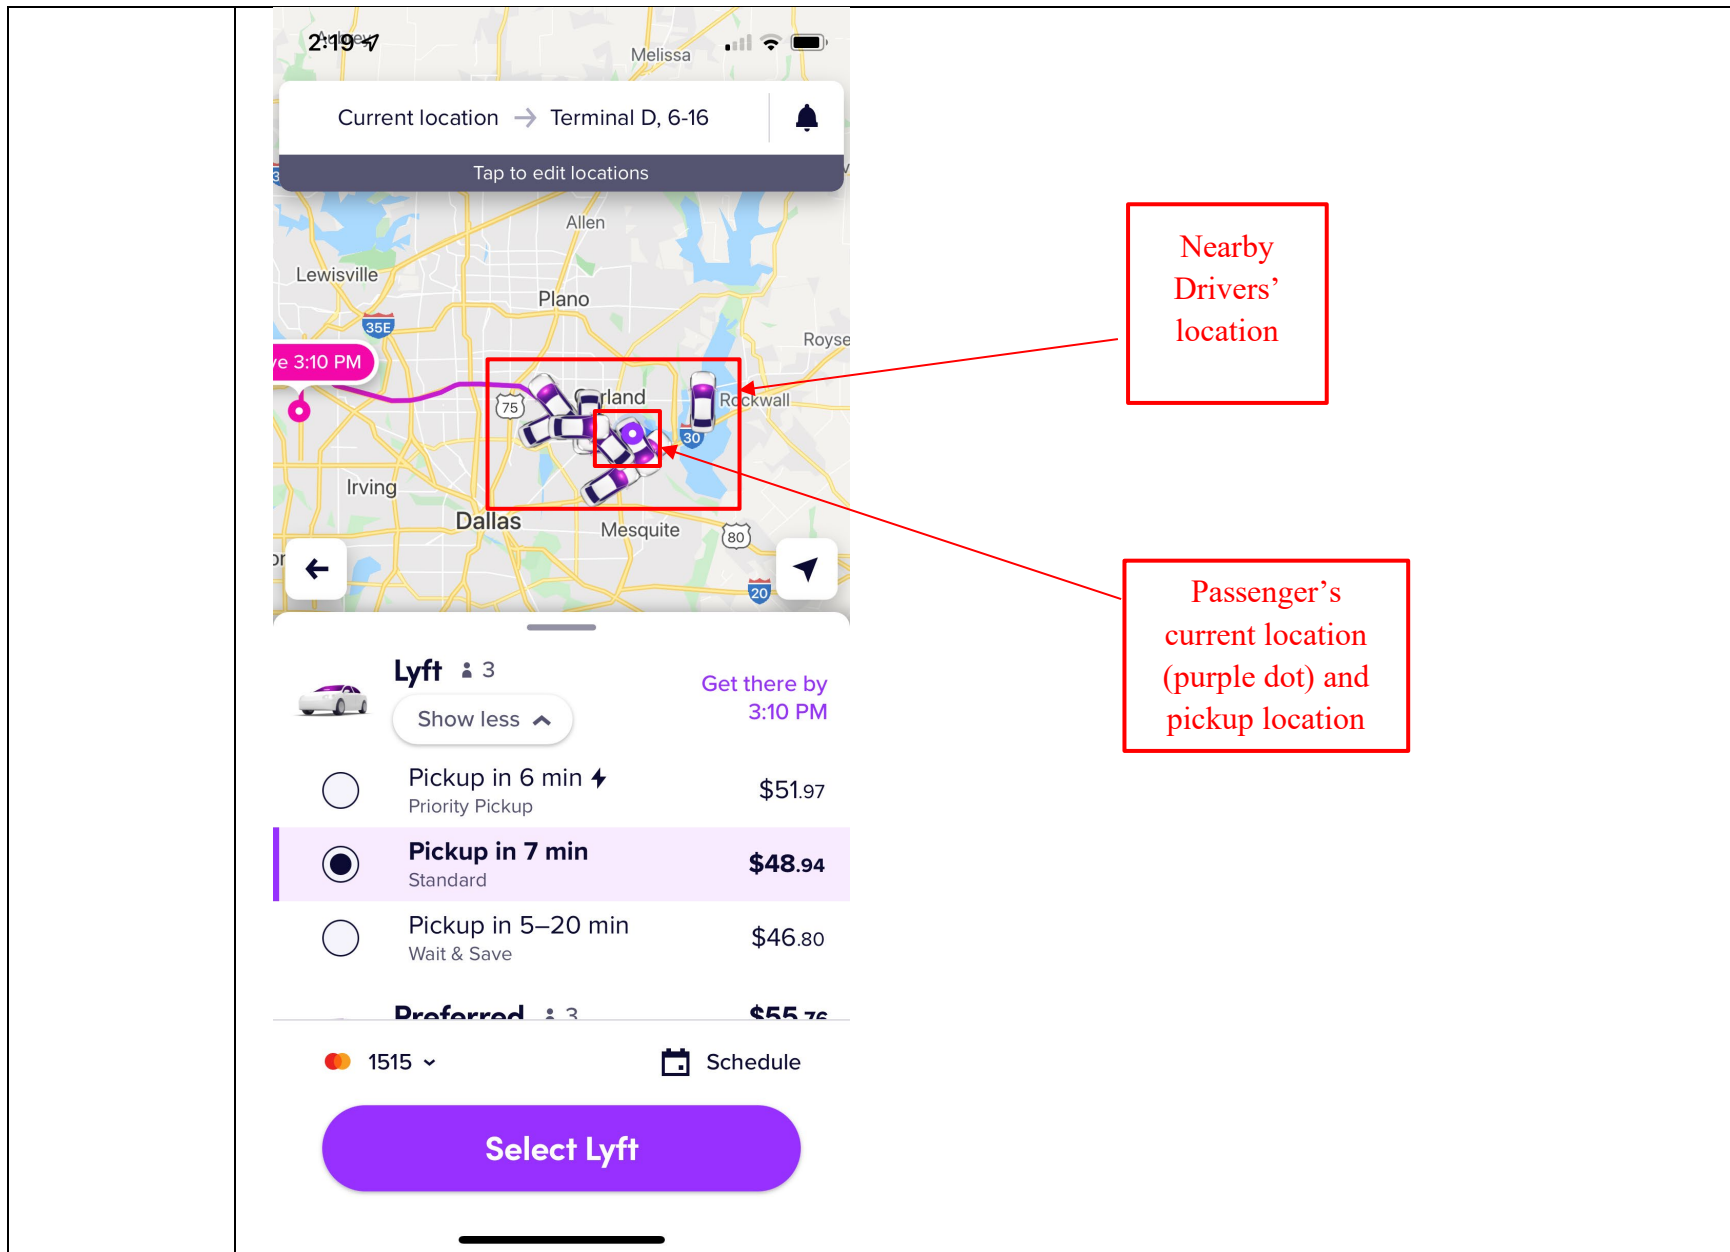 2:19
Melissa
Current location → Terminal D, 6-16
Tap to edit locations
Allen
Lewisville
Plano
35E
Royse
ve 3:10 PM
75
rland
Rockwall
30
Irving
Dallas
Mesquite
80
20
Nearby
Drivers’
location
Passenger’s
current location
(purple dot) and
pickup location
Lyft 3
Get there by
3:10 PM
Show less
Pickup in 6 min
Priority Pickup
$51.97
Pickup in 7 min
Standard
$48.94
Pickup in 5–20 min
Wait & Save
$46.80
Preferred 3
$55.76
1515
Schedule
Select Lyft